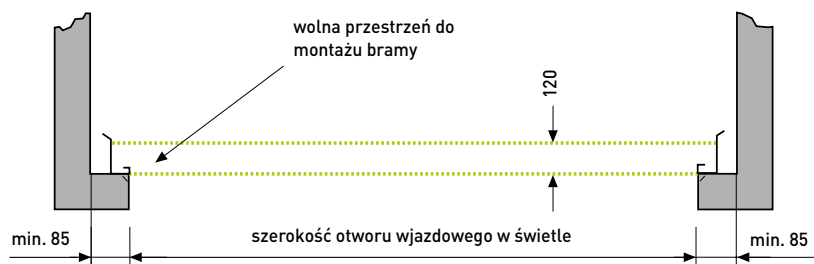 wolna przestrzeń do
montażu bramy
120
min. 85
szerokość otworu wjazdowego w świetle
min. 85